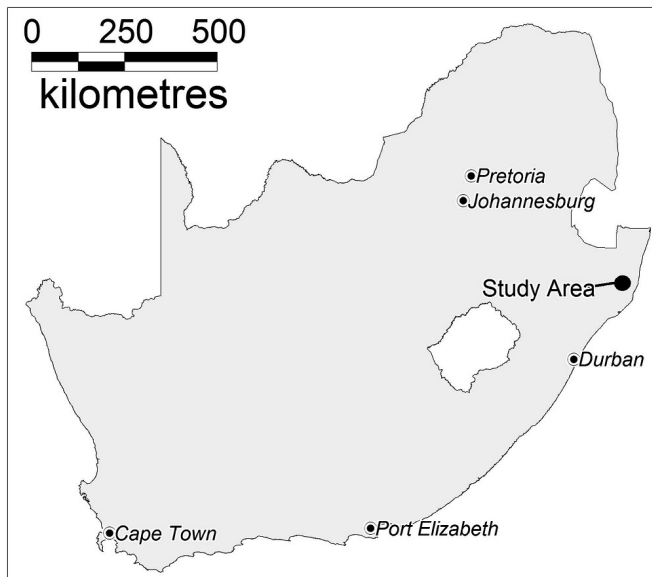 0 250 500
kilometres
Pretoria
Johannesburg
Study Area
Durban
Port Elizabeth
Cape Town